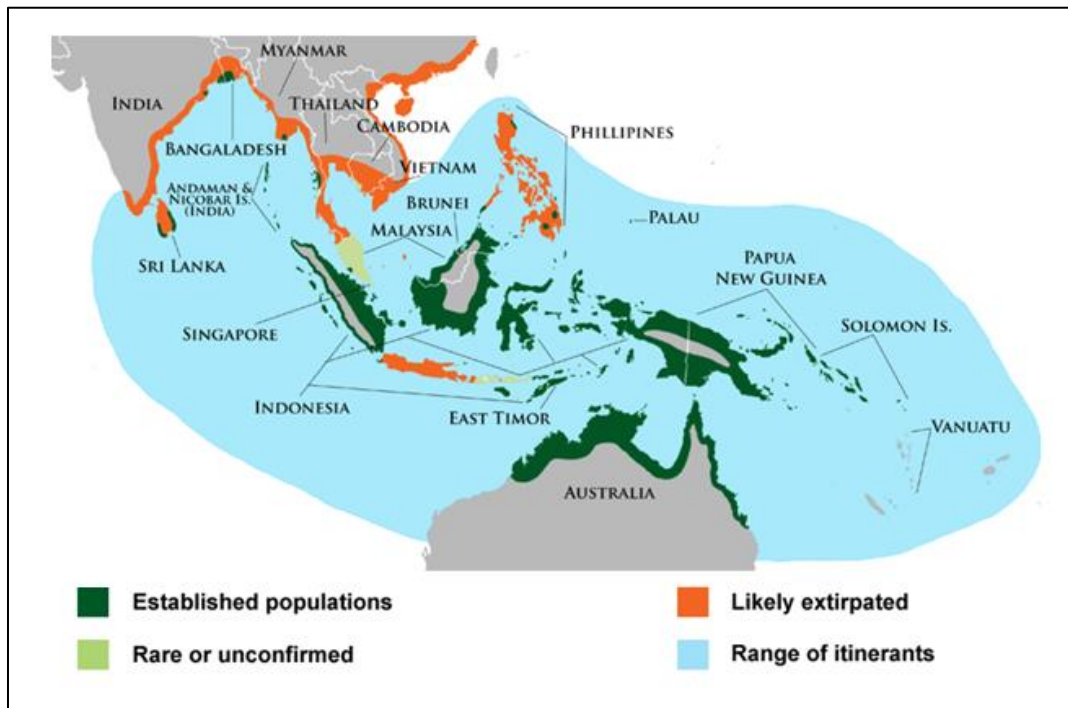 MYANMAR
INDIA
THAILAND
CAMBODIA
PHILLIPINES
BANGALADESH
VIETNAM
ANDAMAN &
NICOBAR IS.
(INDIA)
BRUNEI
MALAYSIA
PALAU
SRI LANKA
PAPUA
NEW GUINEA
SINGAPORE
SOLOMON IS.
INDONESIA
EAST TIMOR
VANUATU
AUSTRALIA
Established populations
Likely extirpated
Rare or unconfirmed
Range of itinerants